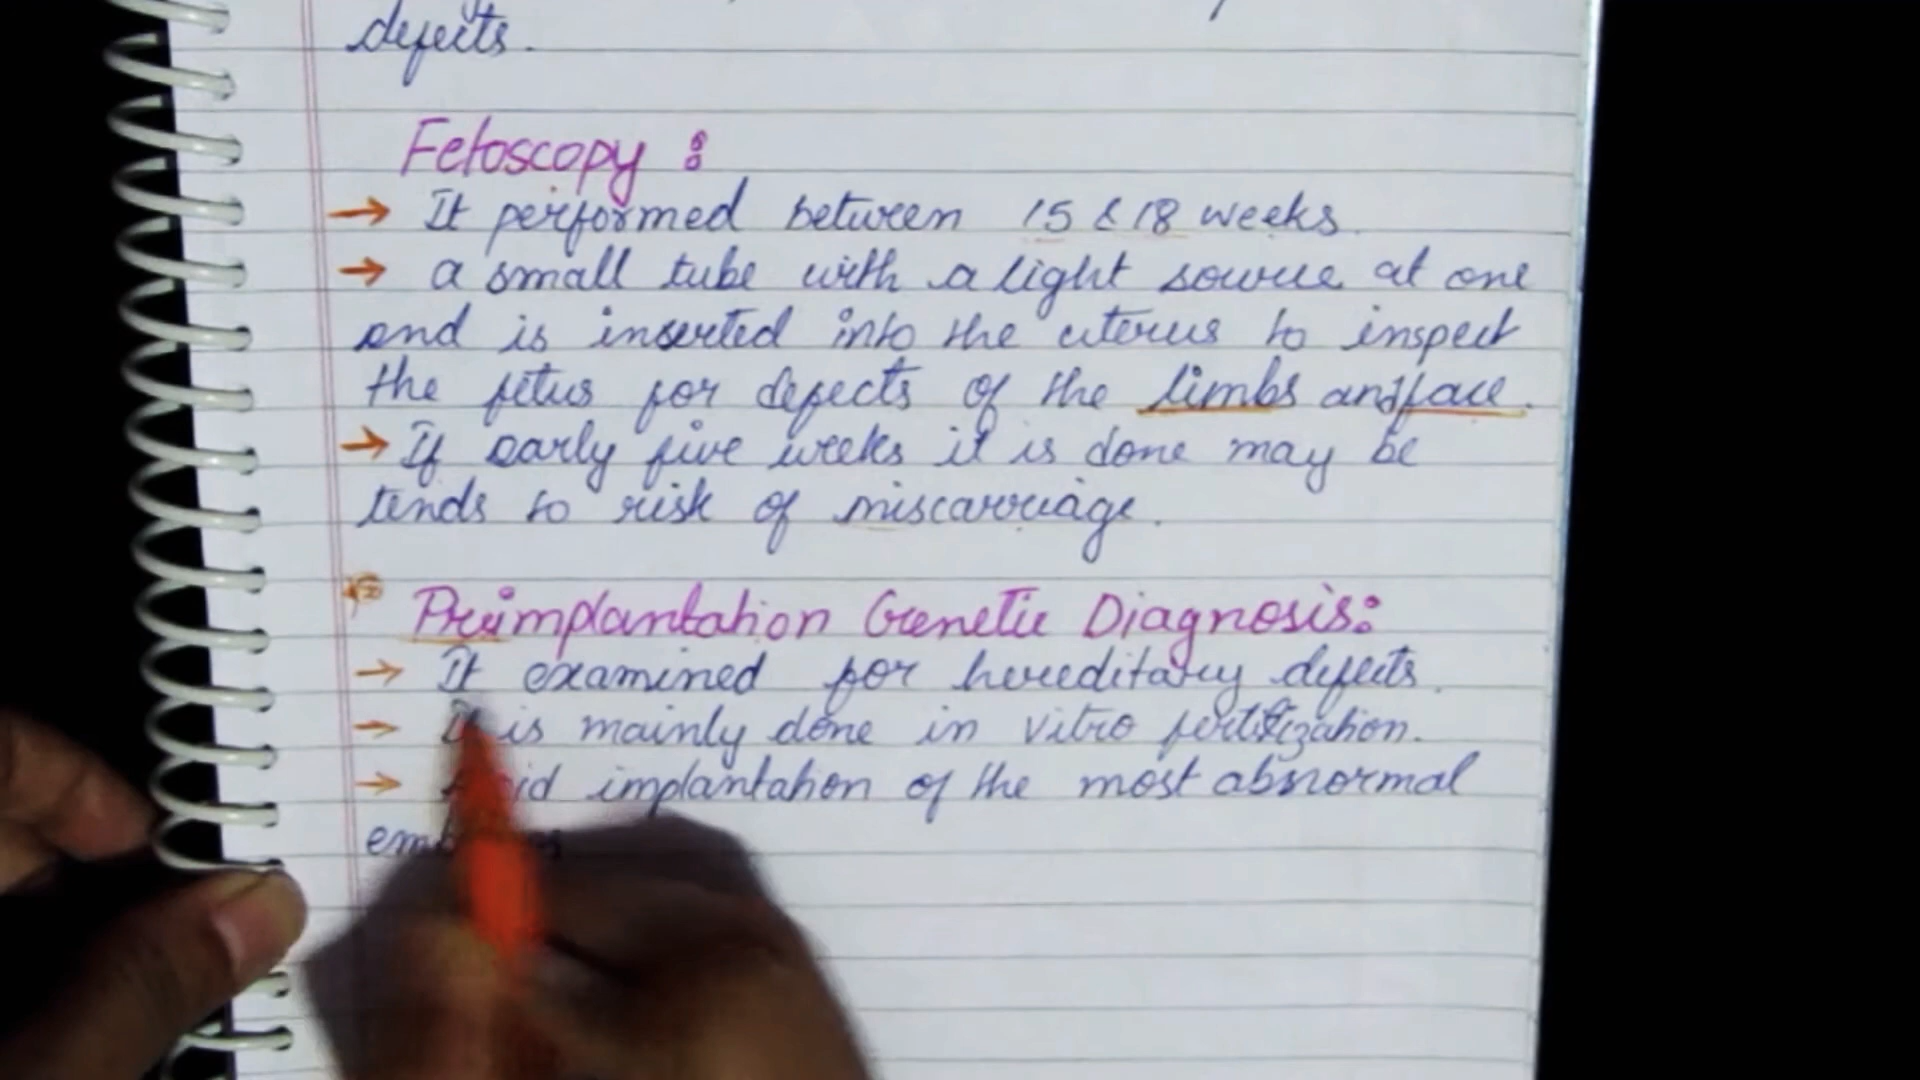 defects.
Fetoscopy :
→ It performed between 15 & 18 weeks.
→ a small tube with a light source at one
end is inserted into the uterus to inspect
the fetus for defects of the limbs and face.
→ If early five weeks it is done may be
tends to risk of miscarriage.
Preimplantation Genetic Diagnosis:
→ It examined for hereditary defects.
→ It is mainly done in vitro fertilization.
→ implantation of the most abnormal